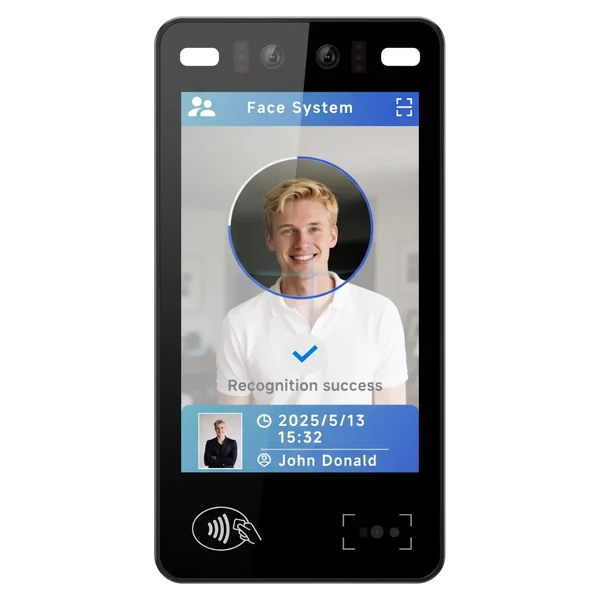 Face System
Recognition success
2025/5/13
15:32
John Donald